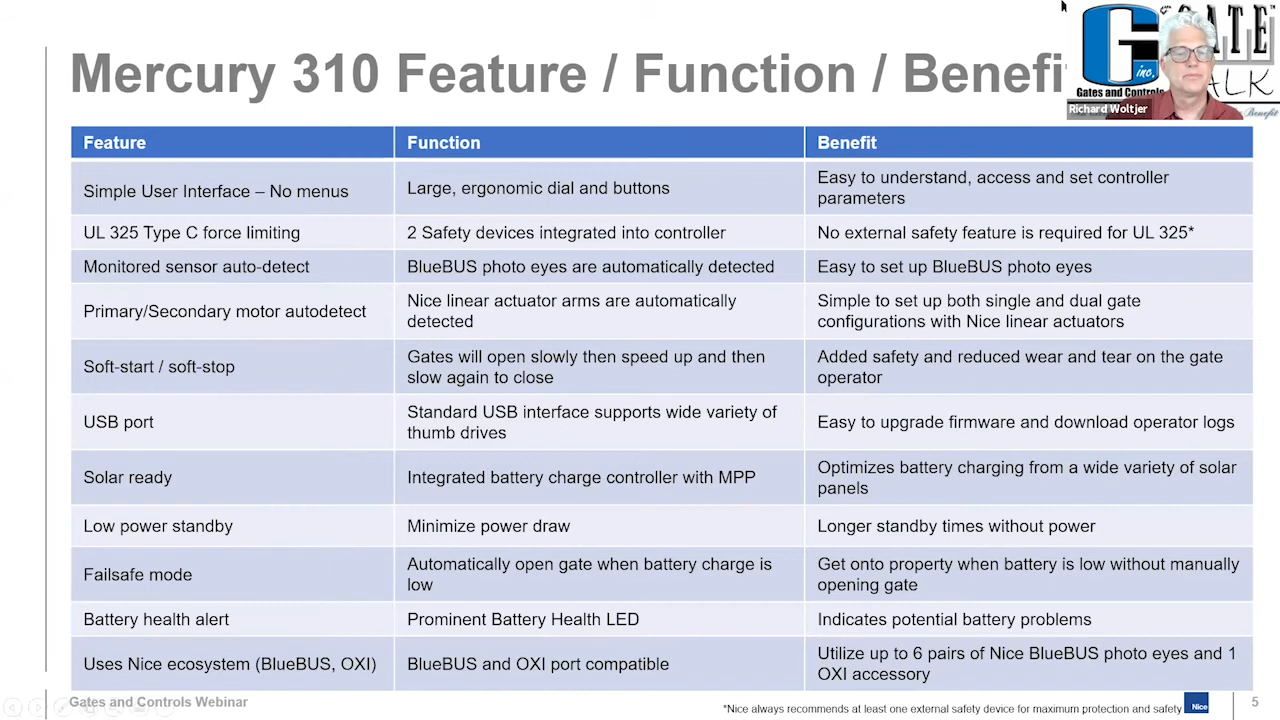 Mercury 310 Feature / Function / Benefi
G
inc.
GATE
Gates and Controls
ALK
Richard Woltjer
Benefit
Feature Function Benefit
Simple User Interface – No menus
Large, ergonomic dial and buttons
Easy to understand, access and set controller
parameters
UL 325 Type C force limiting
2 Safety devices integrated into controller
No external safety feature is required for UL 325*
Monitored sensor auto-detect
BlueBUS photo eyes are automatically detected
Easy to set up BlueBUS photo eyes
Primary/Secondary motor autodetect
Nice linear actuator arms are automatically
detected
Simple to set up both single and dual gate
configurations with Nice linear actuators
Soft-start / soft-stop
Gates will open slowly then speed up and then
slow again to close
Added safety and reduced wear and tear on the gate
operator
USB port
Standard USB interface supports wide variety of
thumb drives
Easy to upgrade firmware and download operator logs
Solar ready
Integrated battery charge controller with MPP
Optimizes battery charging from a wide variety of solar
panels
Low power standby
Minimize power draw
Longer standby times without power
Failsafe mode
Automatically open gate when battery charge is
low
Get onto property when battery is low without manually
opening gate
Battery health alert
Prominent Battery Health LED
Indicates potential battery problems
Uses Nice ecosystem (BlueBUS, OXI)
BlueBUS and OXI port compatible
Utilize up to 6 pairs of Nice BlueBUS photo eyes and 1
OXI accessory
Gates and Controls Webinar
*Nice always recommends at least one external safety device for maximum protection and safety
Nice
5